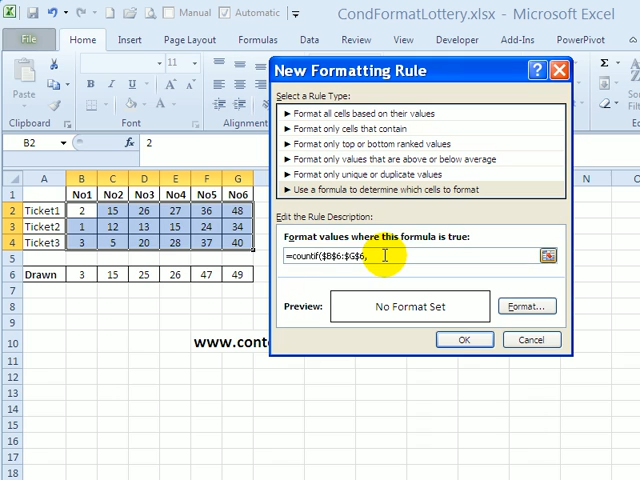 CondFormatLottery.xlsx - Microsoft Excel
Manual Automatic
File Home Insert Page Layout Formulas Data Review View Developer Add-Ins PowerPivot
Paste
Clipboard Font Alignment
B2 2
New Formatting Rule
Select a Rule Type:
► Format all cells based on their values
► Format only cells that contain
► Format only top or bottom ranked values
► Format only values that are above or below average
► Format only unique or duplicate values
► Use a formula to determine which cells to format
Edit the Rule Description:
Format values where this formula is true:
=countif($B$6:$G$6,
Preview: No Format Set Format...
OK Cancel
A B C D E F G N O
1 No1 No2 No3 No4 No5 No6
2 Ticket1 2 15 26 27 36 48
3 Ticket2 1 12 13 15 24 34
4 Ticket3 3 5 20 28 37 40
5
6 Drawn 3 15 25 26 47 49
7
8
9
10 www.conte
11
12
13
14
15
16
17
18